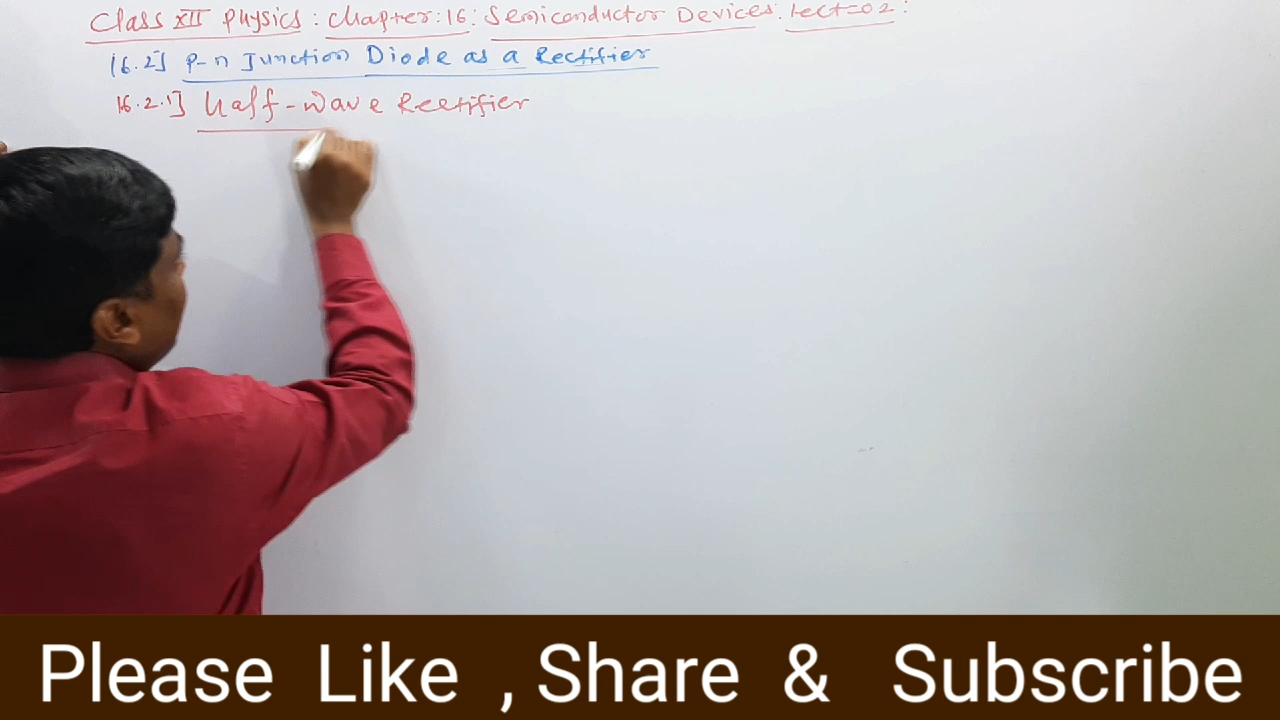 Class XII Physics : Chapter : 16 : Semiconductor Devices : Lect = 02 :
16.2] P-n Junction Diode as a Rectifier
16.2.1] Half-Wave Rectifier
Please Like , Share & Subscribe